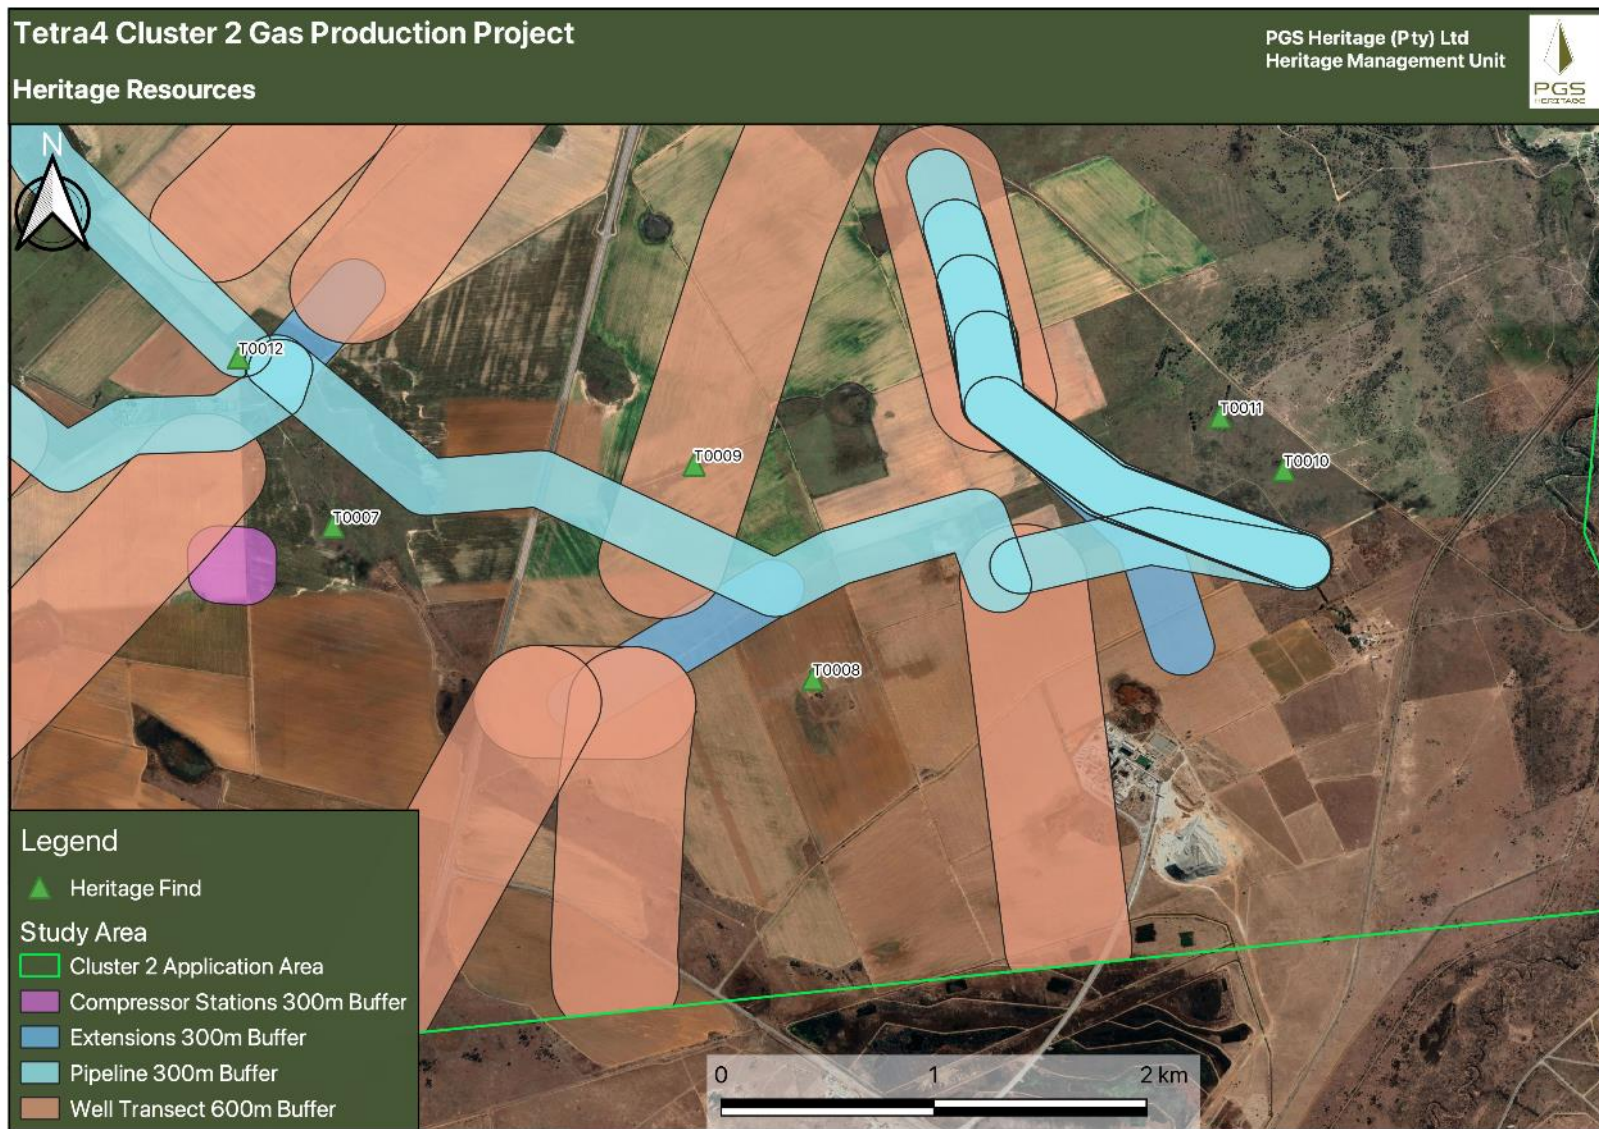 Tetra4 Cluster 2 Gas Production Project
Heritage Resources
PGS Heritage (Pty) Ltd
Heritage Management Unit
PGS
HERITAGE
N
T0012
T0011
T0009
T0010
T0007
T0008
Legend
Heritage Find
Study Area
Cluster 2 Application Area
Compressor Stations 300m Buffer
Extensions 300m Buffer
Pipeline 300m Buffer
Well Transect 600m Buffer
0 1 2 km